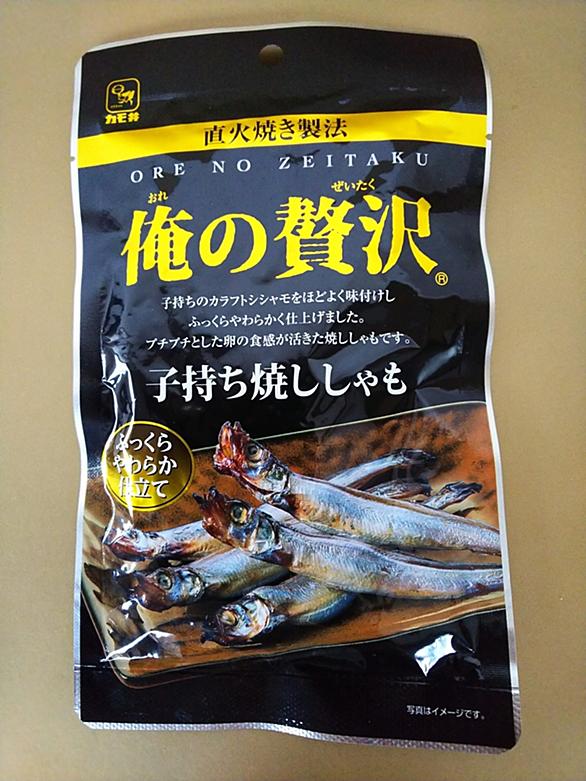 カモ井
直火焼き製法
ORE NO ZEITAKU
おれ ぜいたく
俺の贅沢®
子持ちのカラフトシシャモをほどよく味付けし
ふっくらやわらかく仕上げました。
プチプチとした卵の食感が活きた焼ししゃもです。
子持ち焼ししゃも
ふっくら
やわらか
仕立て
写真はイメージです。